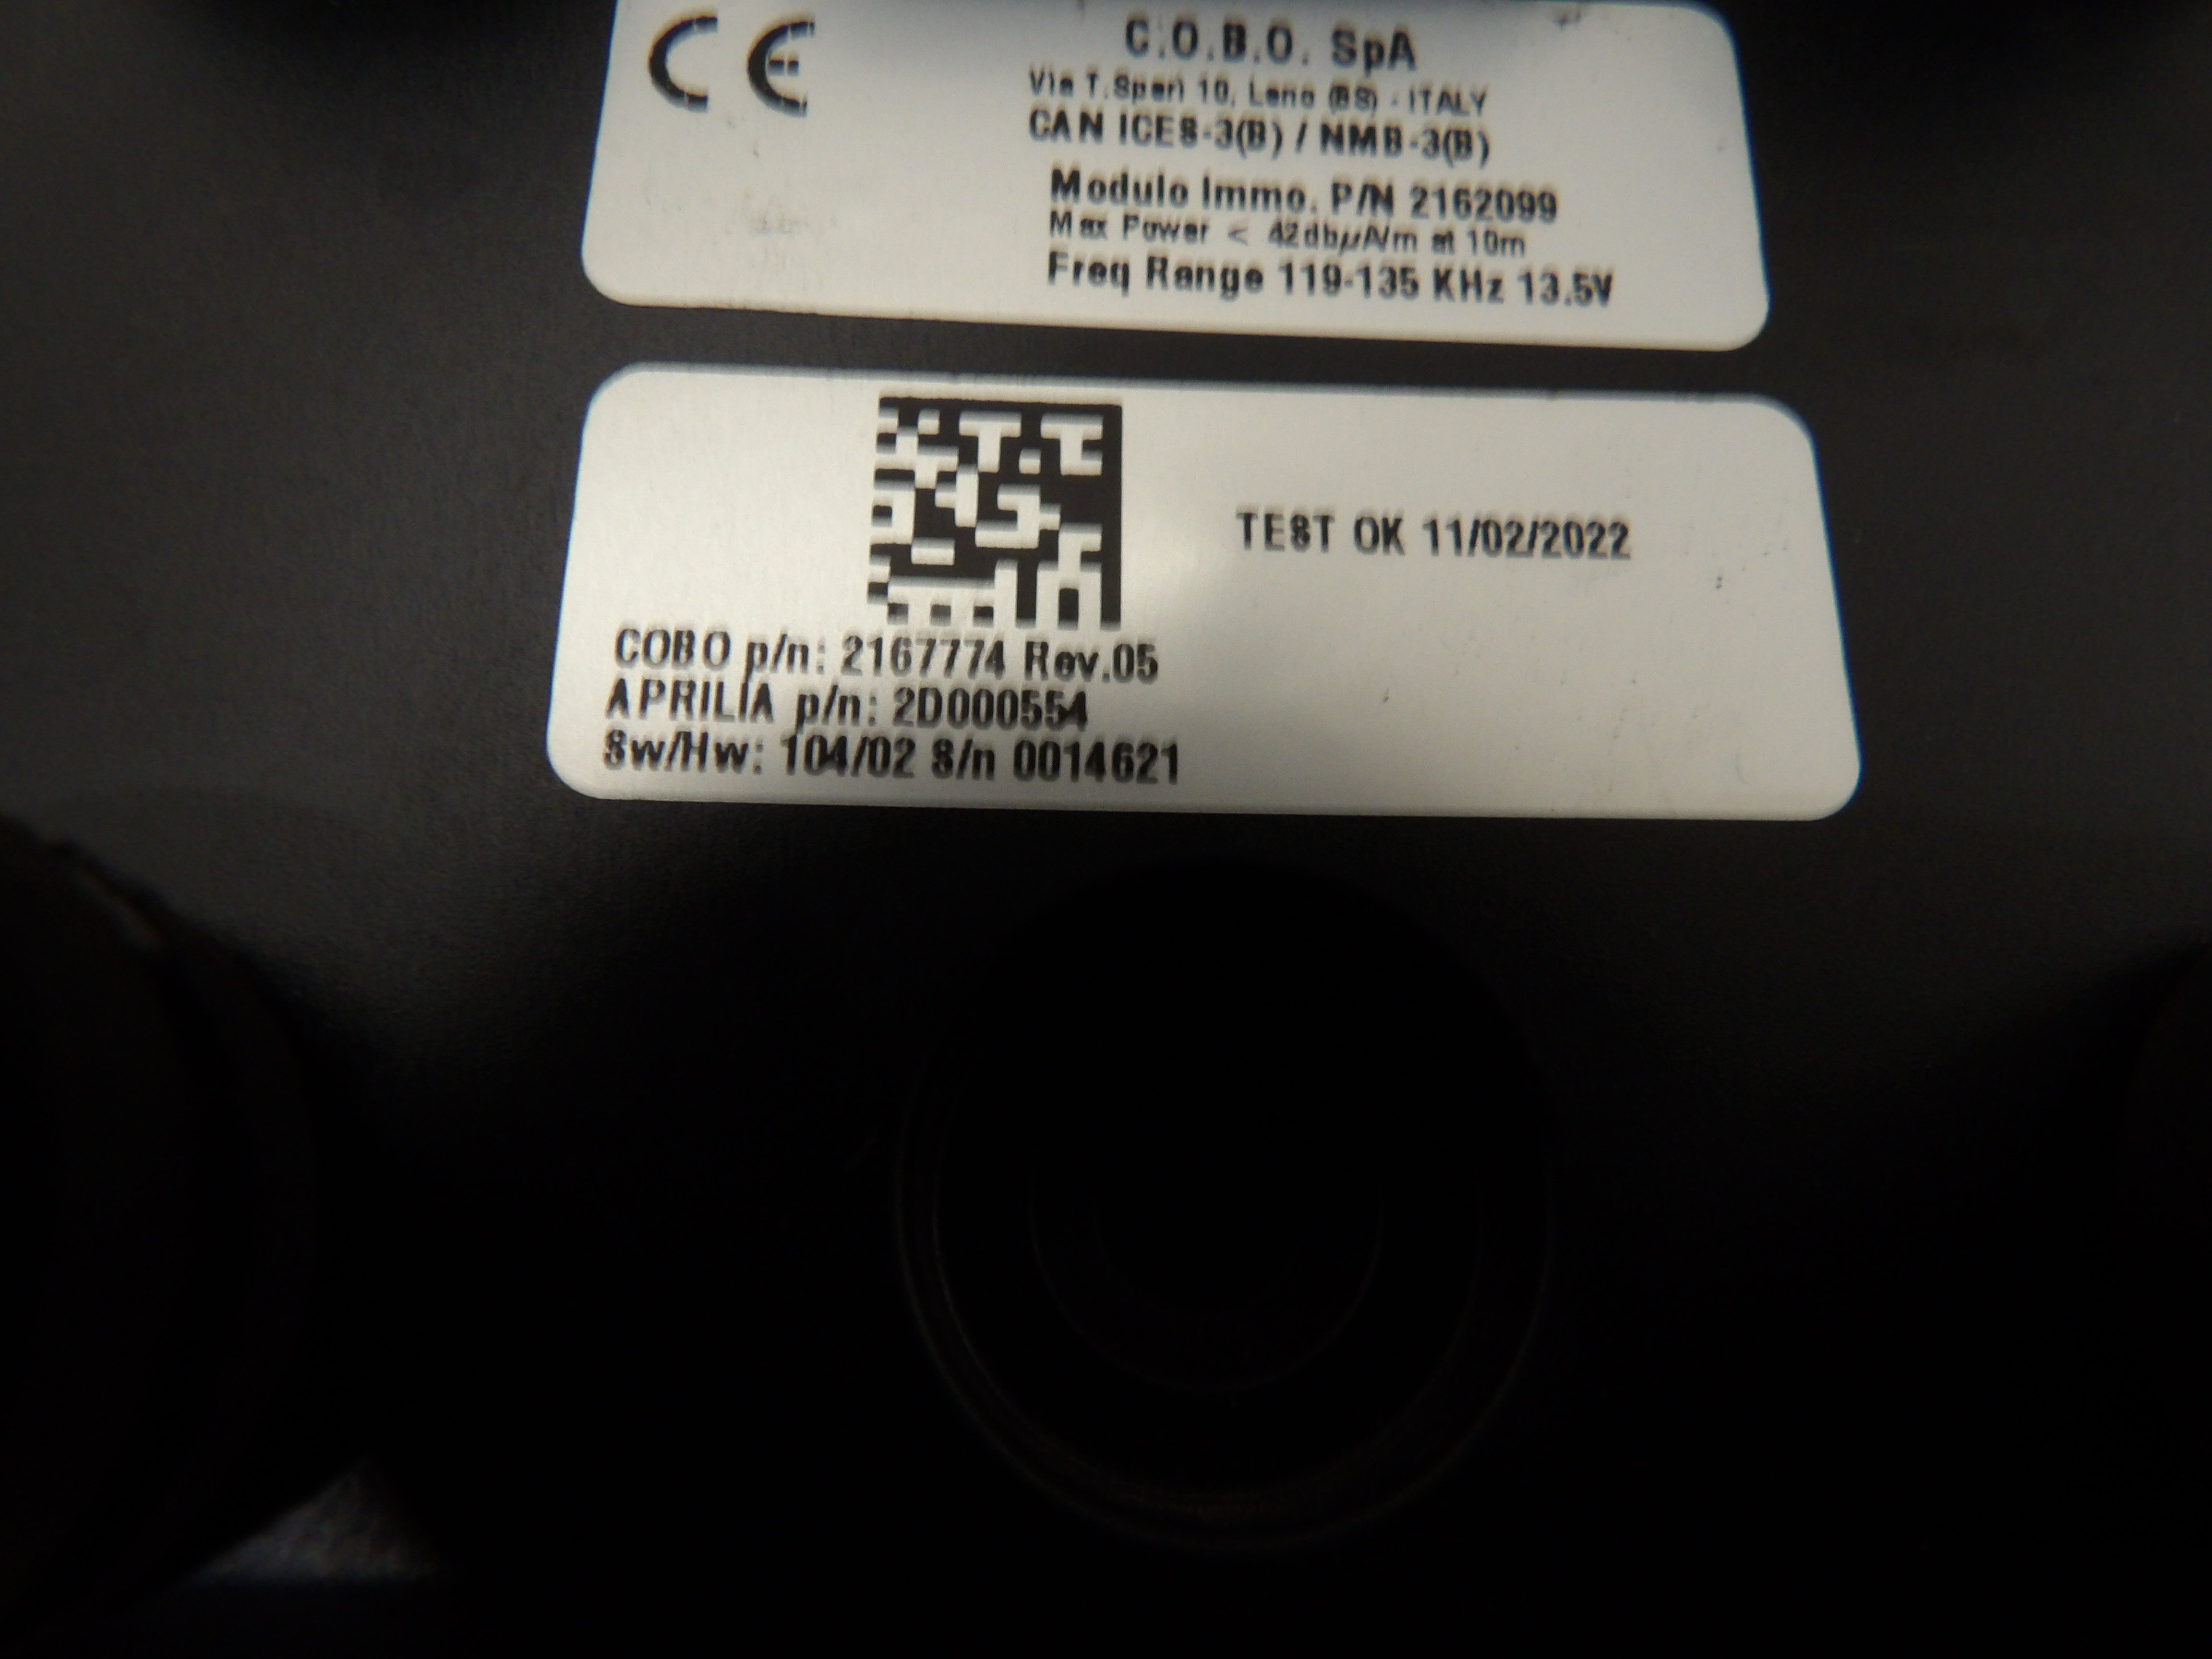 CE
C.O.B.O. SpA
Via T.Speri 10, Leno (BS) - ITALY
CAN ICES-3(B) / NMB-3(B)
Modulo Immo. P/N 2162099
Max Power < 42dbµA/m at 10m
Freq Range 119-135 KHz 13.5V
TEST OK 11/02/2022
COBO p/n: 2167774 Rev.05
APRILIA p/n: 2D000554
Sw/Hw: 104/02 S/n 0014621